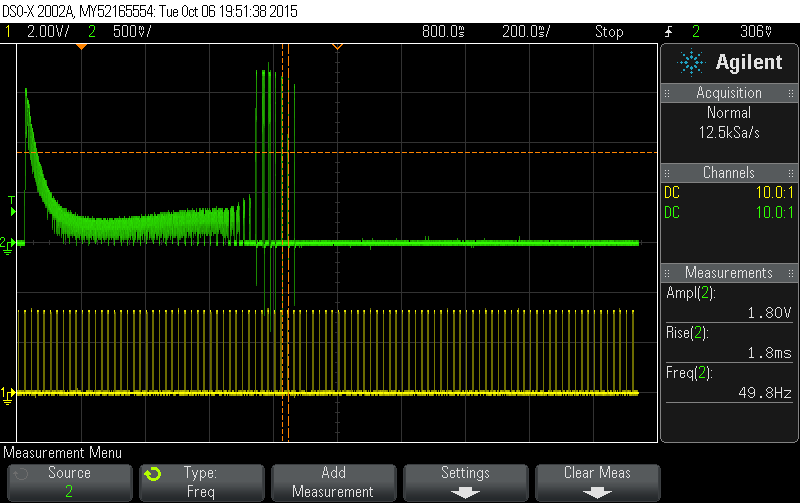 DSO-X 2002A, MY52165554: Tue Oct 06 19:51:38 2015
1 2.00V/ 2 500mV/ 800.0ms 200.0ms/ Stop 2 306mV
Agilent
Acquisition
Normal
12.5kSa/s
Channels
DC 10.0:1
DC 10.0:1
Measurements
Ampl(2):
1.80V
Rise(2):
1.8ms
Freq(2):
49.8Hz
T
2
1
Measurement Menu
Source
2
Type:
Freq
Add
Measurement
Settings
Clear Meas